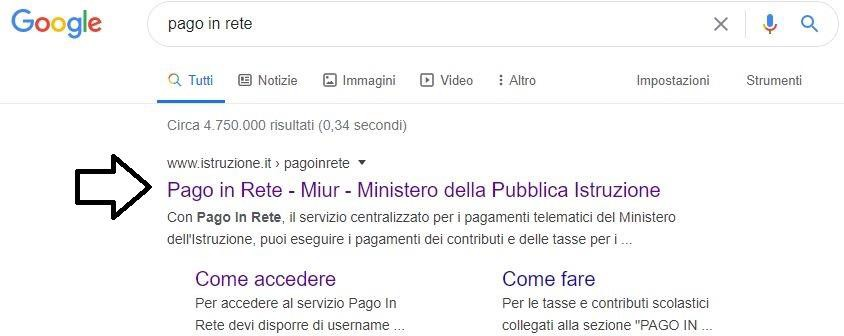 Google
pago in rete
Tutti Notizie Immagini Video Altro Impostazioni Strumenti
Circa 4.750.000 risultati (0,34 secondi)
www.istruzione.it › pagoinrete
Pago in Rete - Miur - Ministero della Pubblica Istruzione
Con Pago In Rete, il servizio centralizzato per i pagamenti telematici del Ministero
dell'Istruzione, puoi eseguire i pagamenti dei contributi e delle tasse per i ...
Come accedere
Per accedere al servizio Pago In
Rete devi disporre di username ...
Come fare
Per le tasse e contributi scolastici
collegati alla sezione "PAGO IN ...